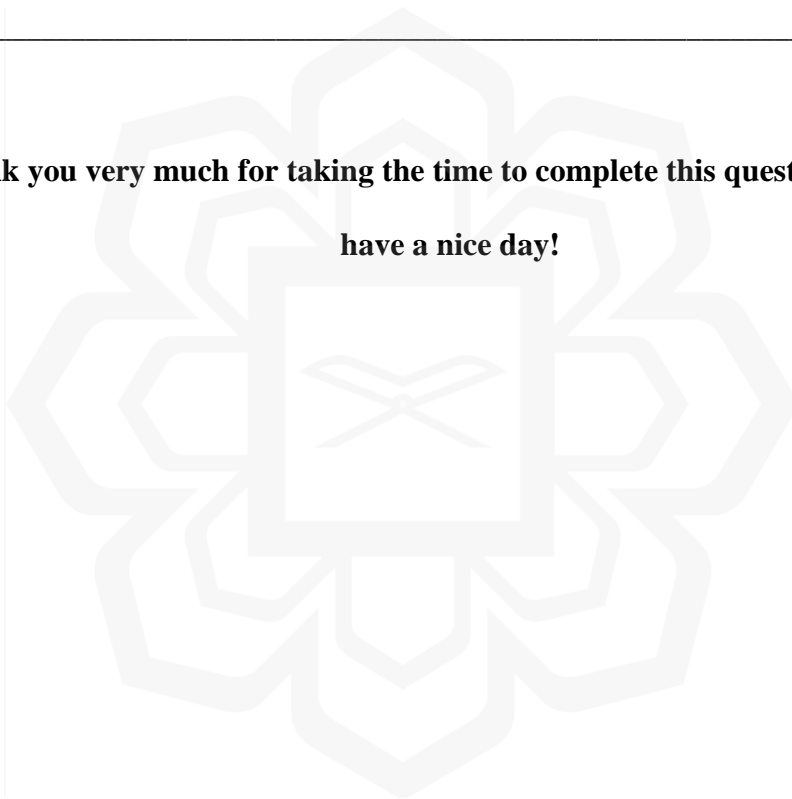 k you very much for taking the time to complete this quest
have a nice day!